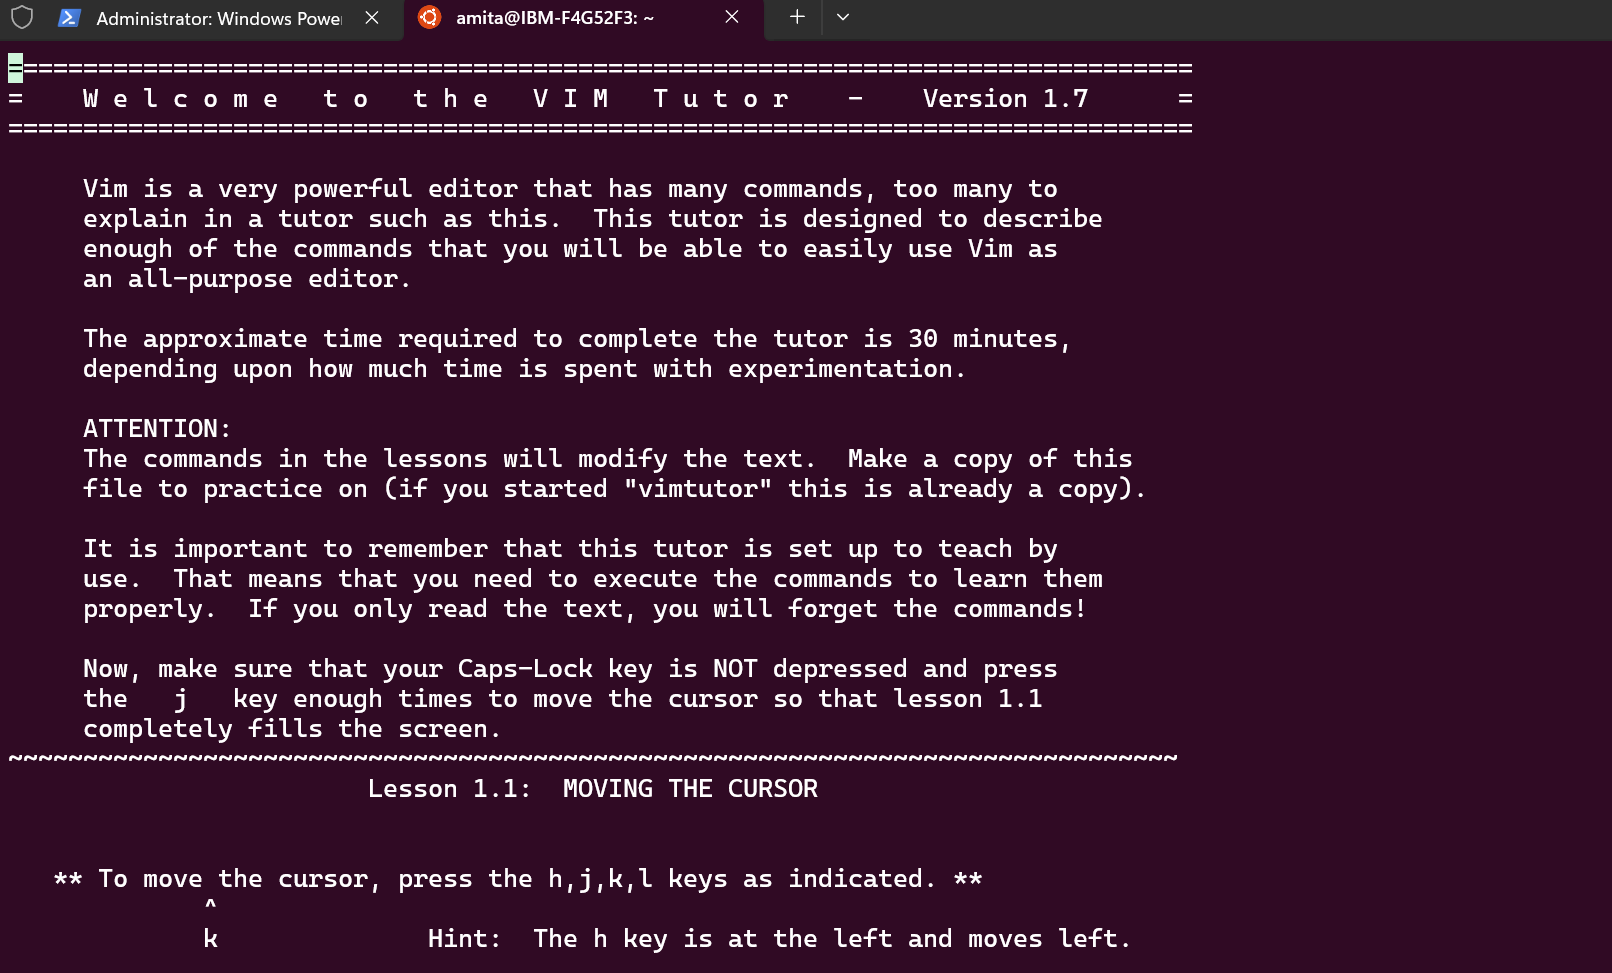 Administrator: Windows Powe
amita@IBM-F4G52F3: ~
===============================================================================
=    W e l c o m e   t o   t h e   V I M   T u t o r    -    Version 1.7      =
===============================================================================
Vim is a very powerful editor that has many commands, too many to
explain in a tutor such as this.  This tutor is designed to describe
enough of the commands that you will be able to easily use Vim as
an all-purpose editor.
The approximate time required to complete the tutor is 30 minutes,
depending upon how much time is spent with experimentation.
ATTENTION:
The commands in the lessons will modify the text.  Make a copy of this
file to practice on (if you started "vimtutor" this is already a copy).
It is important to remember that this tutor is set up to teach by
use.  That means that you need to execute the commands to learn them
properly.  If you only read the text, you will forget the commands!
Now, make sure that your Caps-Lock key is NOT depressed and press
the   j   key enough times to move the cursor so that lesson 1.1
completely fills the screen.
~~~~~~~~~~~~~~~~~~~~~~~~~~~~~~~~~~~~~~~~~~~~~~~~~~~~~~~~~~~~~~~~~~~~~~~~~~~~~~
Lesson 1.1:  MOVING THE CURSOR
** To move the cursor, press the h,j,k,l keys as indicated. **
^
k              Hint:  The h key is at the left and moves left.